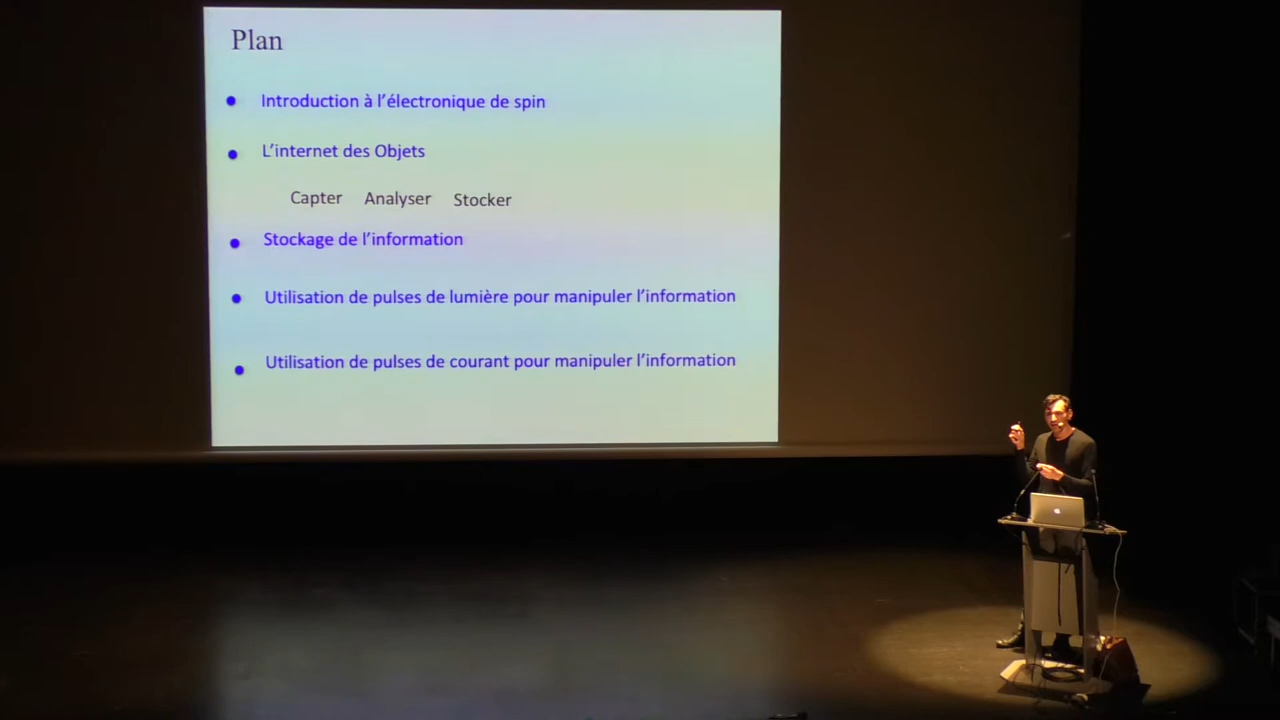 Plan
Introduction à l'électronique de spin
L'internet des Objets
Capter Analyser Stocker
Stockage de l'information
Utilisation de pulses de lumière pour manipuler l'information
Utilisation de pulses de courant pour manipuler l'information